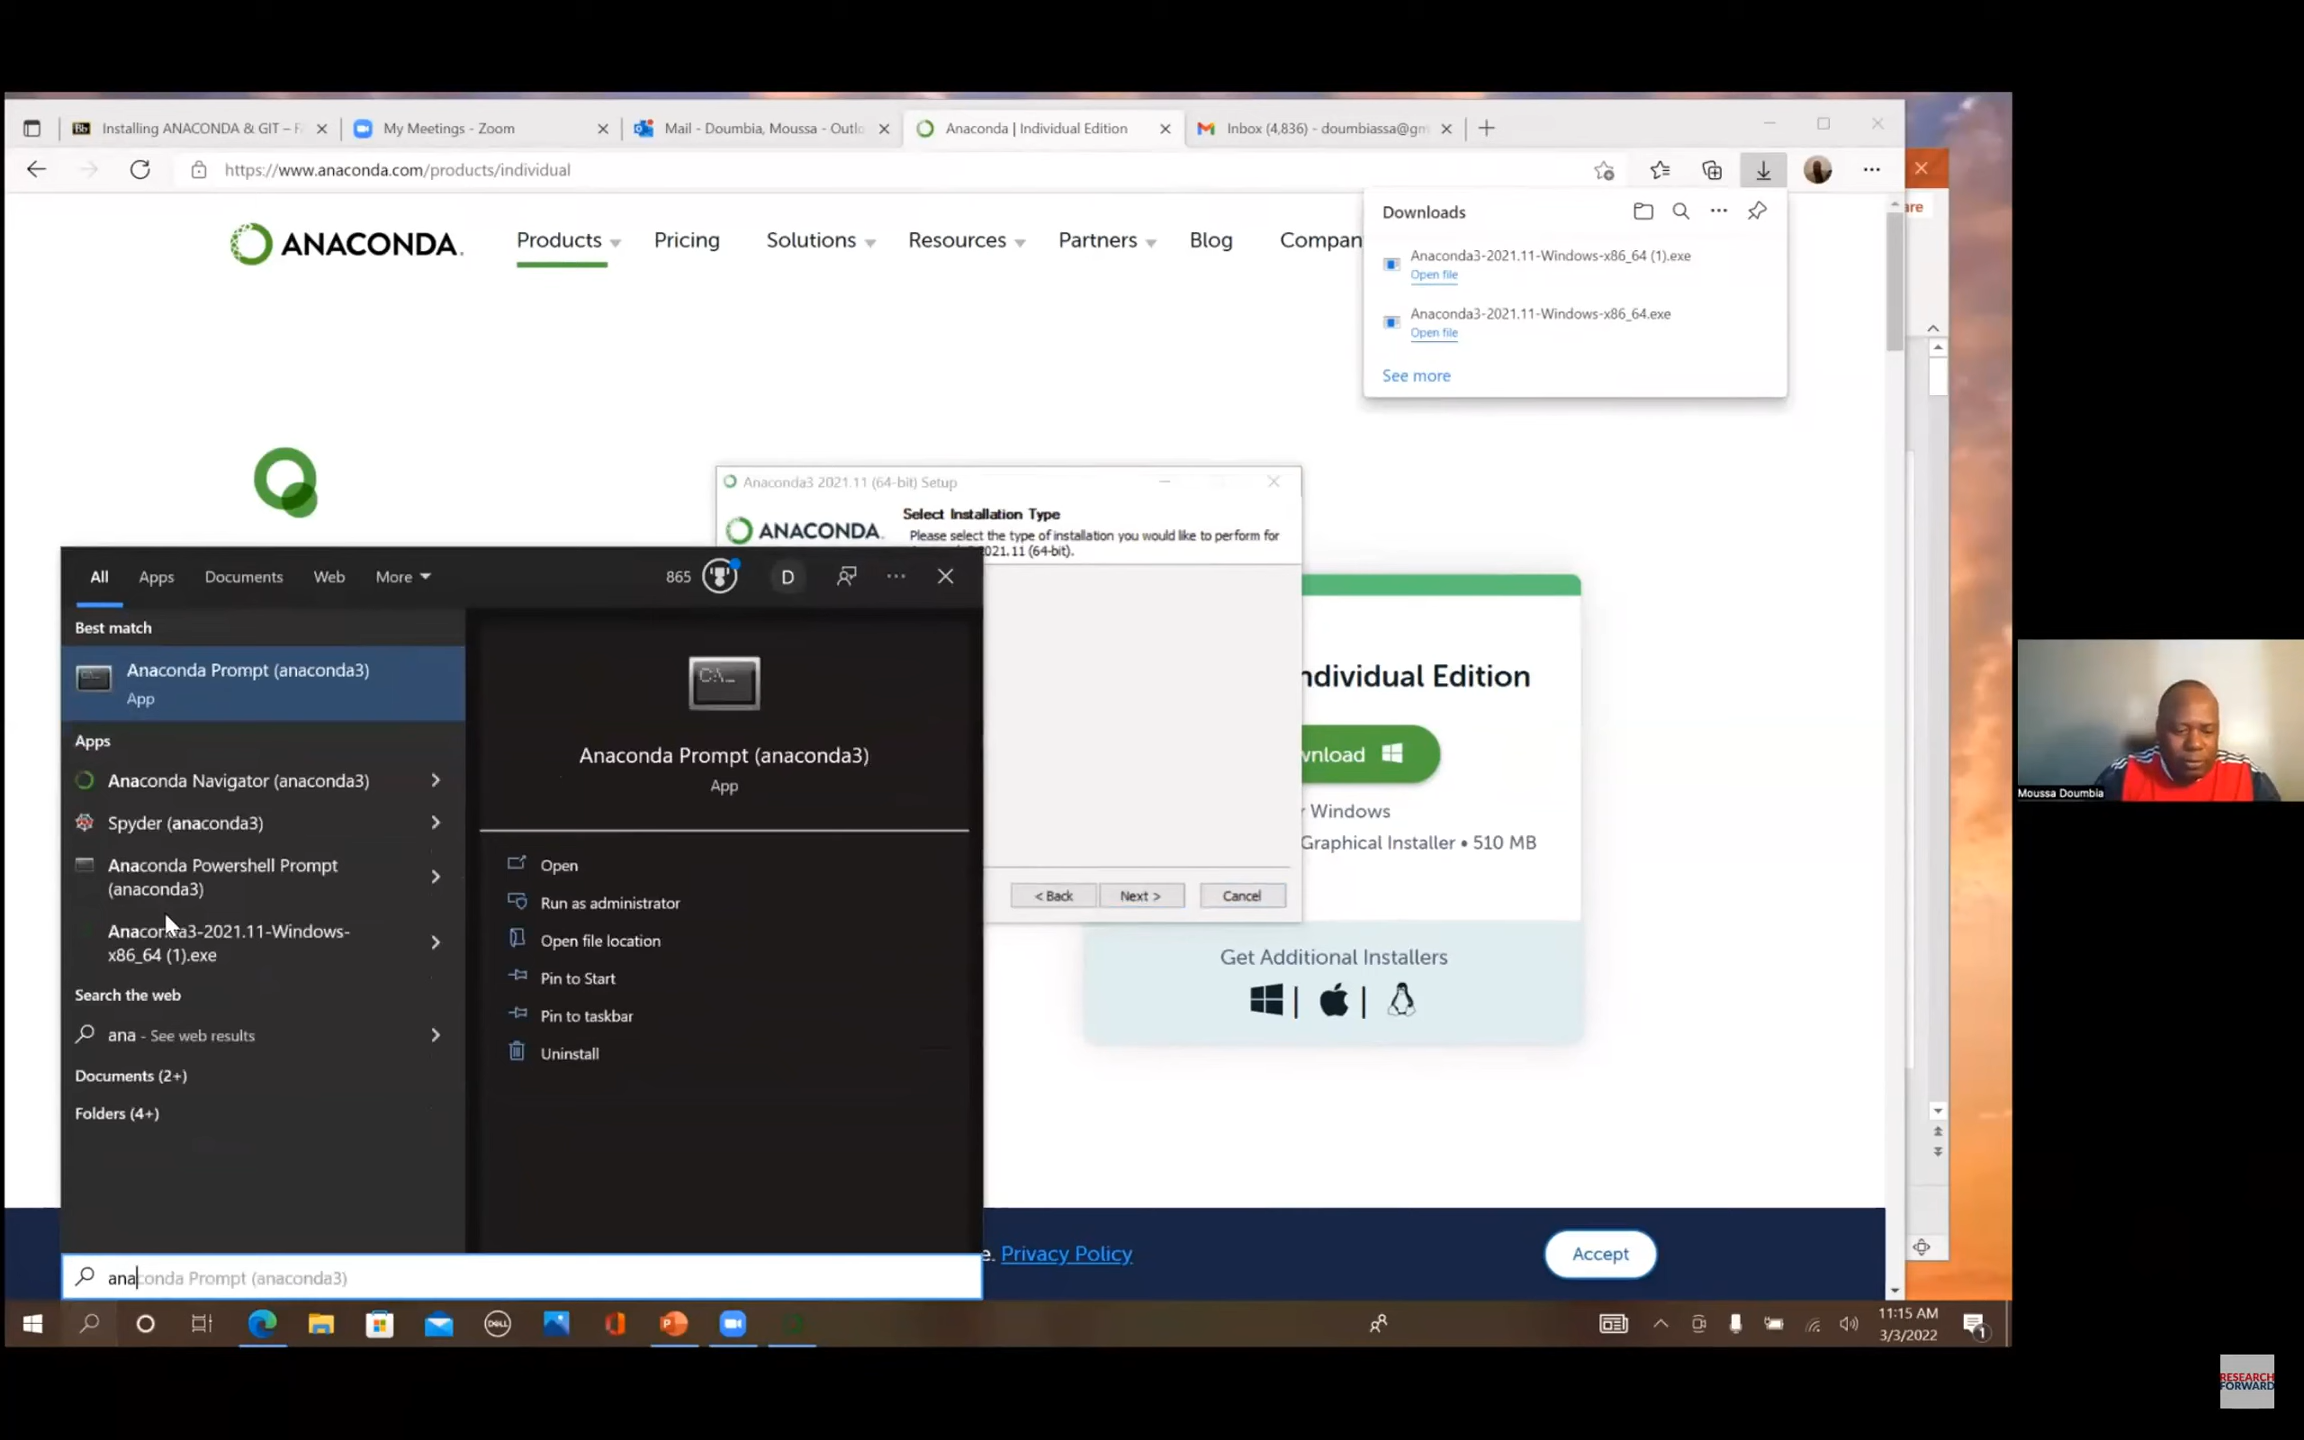 Installing ANACONDA & GIT – F
My Meetings - Zoom
Mail - Doumbia, Moussa - Outlo
Anaconda | Individual Edition
Inbox (4,836) - doumbiassa@gm
https://www.anaconda.com/products/individual
are
ANACONDA.
Products
Pricing
Solutions
Resources
Partners
Blog
Compan
Downloads
Anaconda3-2021.11-Windows-x86_64 (1).exe
Open file
Anaconda3-2021.11-Windows-x86_64.exe
Open file
See more
Anaconda3 2021.11 (64-bit) Setup
ANACONDA.
Select Installation Type
Please select the type of installation you would like to perform for
2021.11 (64-bit).
< Back
Next >
Cancel
ndividual Edition
wnload
r Windows
Graphical Installer • 510 MB
Get Additional Installers
All
Apps
Documents
Web
More
865
D
Best match
Anaconda Prompt (anaconda3)
App
Apps
Anaconda Navigator (anaconda3)
Spyder (anaconda3)
Anaconda Powershell Prompt
(anaconda3)
Anaconda3-2021.11-Windows-
x86_64 (1).exe
Search the web
ana - See web results
Documents (2+)
Folders (4+)
C:\_
Anaconda Prompt (anaconda3)
App
Open
Run as administrator
Open file location
Pin to Start
Pin to taskbar
Uninstall
anaconda Prompt (anaconda3)
e. Privacy Policy
Accept
DELL
11:15 AM
3/3/2022
1
Moussa Doumbia
RESEARCH
FORWARD